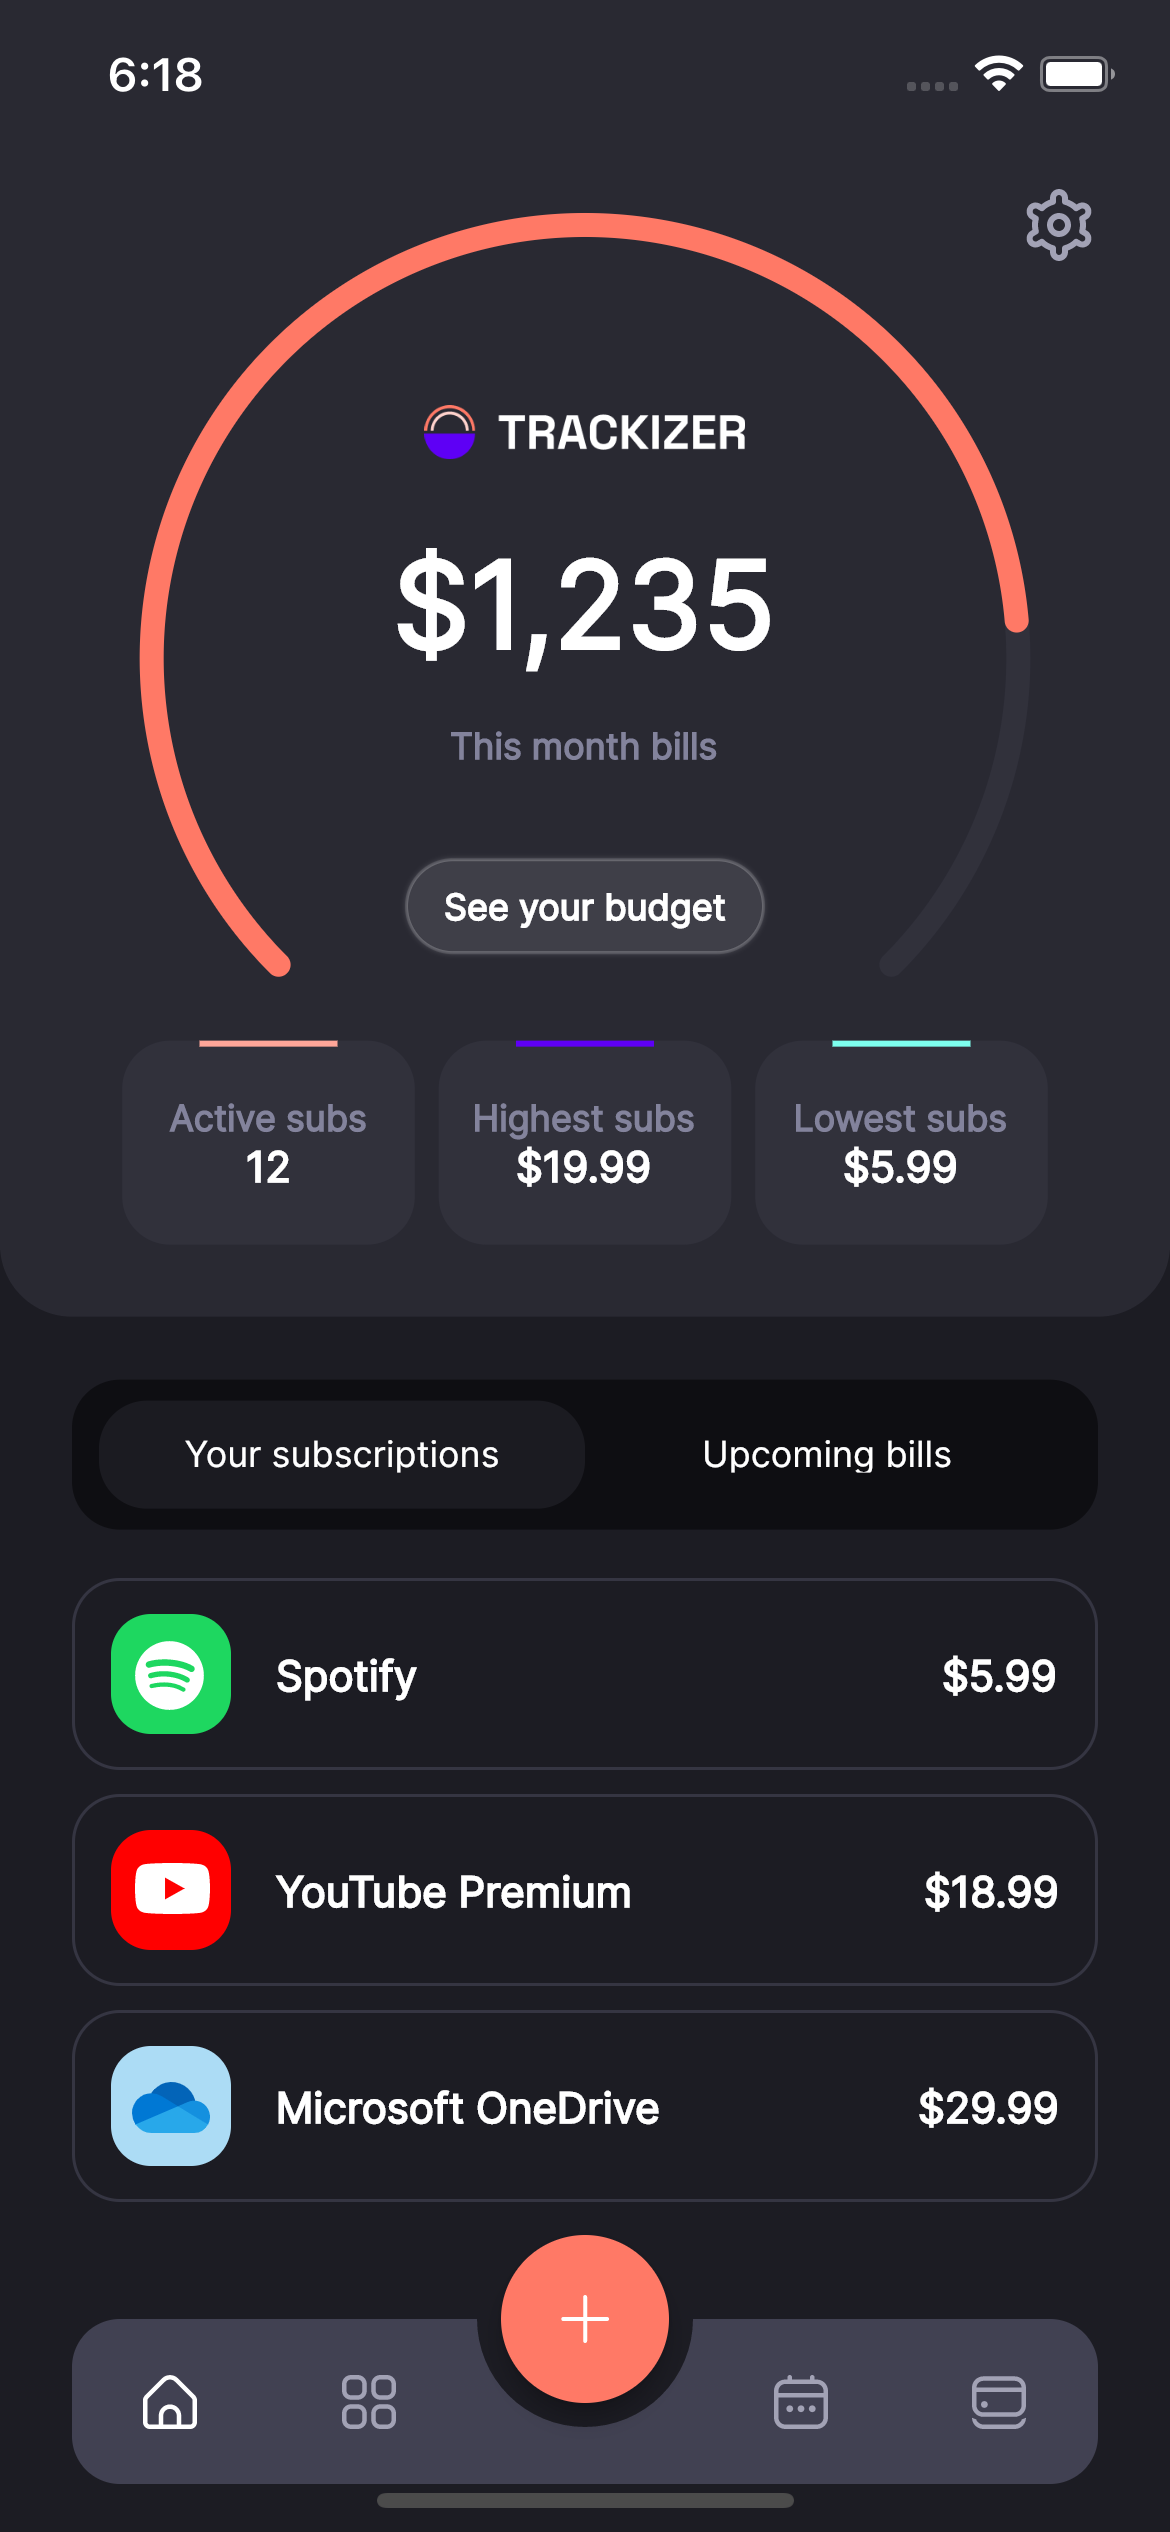 6:18
TRACKIZER
$1,235
This month bills
See your budget
Active subs
12
Highest subs
$19.99
Lowest subs
$5.99
Your subscriptions
Upcoming bills
Spotify
$5.99
YouTube Premium
$18.99
Microsoft OneDrive
$29.99